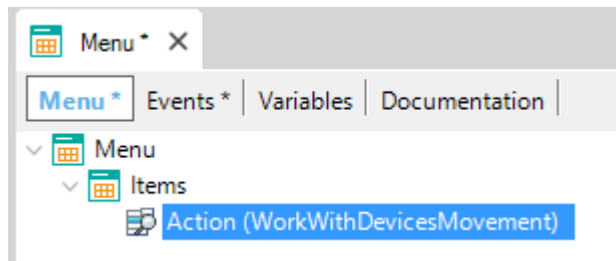 Menu *
Menu * Events * Variables Documentation
Menu
Items
Action (WorkWithDevicesMovement)